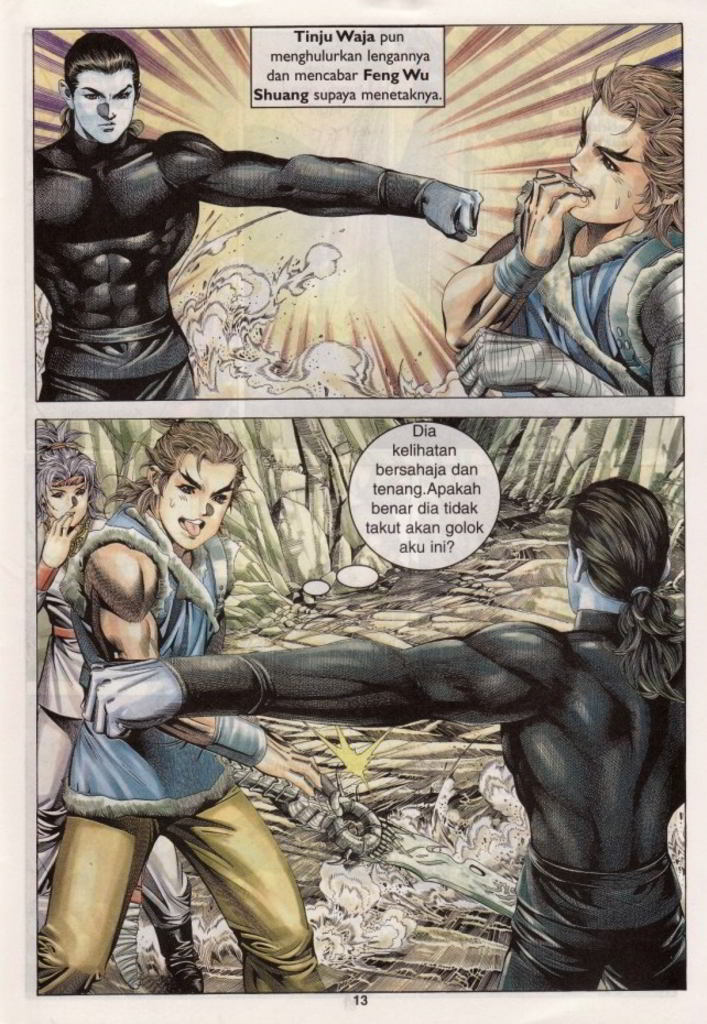 Tinju Waja pun
menghulurkan lengannya
dan mencabar Feng Wu
Shuang supaya menetaknya.
Dia
kelihatan
bersahaja dan
tenang.Apakah
benar dia tidak
takut akan golok
aku ini?
13